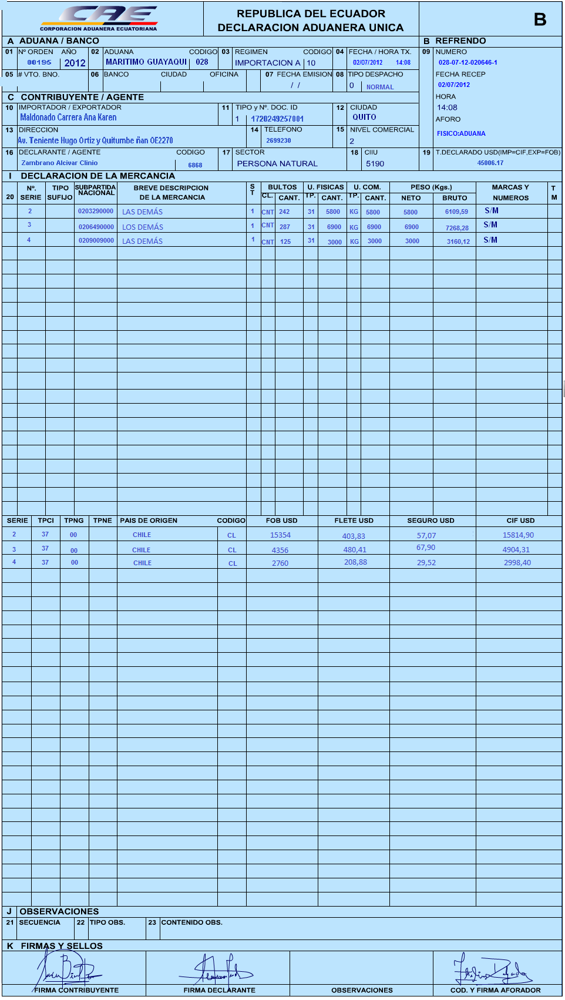 CAE
CORPORACION ADUANERA ECUATORIANA
REPUBLICA DEL ECUADOR
DECLARACION ADUANERA UNICA
B
A ADUANA / BANCO
B REFRENDO
01 Nº ORDEN AÑO 02 ADUANA CODIGO 03 REGIMEN CODIGO 04 FECHA / HORA TX. 09 NUMERO
00195 2012 MARITIMO GUAYAQUI 028 IMPORTACION A 10 02/07/2012 14:08 028-07-12-020646-1
05 # VTO. BNO. 06 BANCO CIUDAD OFICINA 07 FECHA EMISION 08 TIPO DESPACHO FECHA RECEP
/ / 0 NORMAL 02/07/2012
C CONTRIBUYENTE / AGENTE HORA
10 IMPORTADOR / EXPORTADOR 11 TIPO y Nº. DOC. ID 12 CIUDAD 14:08
Maldonado Carrera Ana Karen 1 1720249257001 QUITO AFORO
13 DIRECCION 14 TELEFONO 15 NIVEL COMERCIAL FISICO:ADUANA
Av. Teniente Hugo Ortiz y Quitumbe ñan OE2270 2699230 2
16 DECLARANTE / AGENTE CODIGO 17 SECTOR 18 CIIU 19 T.DECLARADO USD(IMP=CIF,EXP=FOB)
Zambrano Alcivar Clinio 6868 PERSONA NATURAL 5190 45006.17
I DECLARACION DE LA MERCANCIA
20 Nº. SERIE TIPO SUFIJO SUBPARTIDA NACIONAL BREVE DESCRIPCION DE LA MERCANCIA S T BULTOS U. FISICAS U. COM. PESO (Kgs.) MARCAS Y NUMEROS T M
CL. CANT. TP. CANT. TP. CANT. NETO BRUTO
2 0203290000 LAS DEMÁS 1 CNT 242 31 5800 KG 5800 5800 6109,59 S/M
3 0206490000 LOS DEMÁS 1 CNT 287 31 6900 KG 6900 6900 7268,28 S/M
4 0209009000 LAS DEMÁS 1 CNT 125 31 3000 KG 3000 3000 3160,12 S/M
SERIE TPCI TPNG TPNE PAIS DE ORIGEN CODIGO FOB USD FLETE USD SEGURO USD CIF USD
2 37 00 CHILE CL 15354 403,83 57,07 15814,90
3 37 00 CHILE CL 4356 480,41 67,90 4904,31
4 37 00 CHILE CL 2760 208,88 29,52 2998,40
J OBSERVACIONES
21 SECUENCIA 22 TIPO OBS. 23 CONTENIDO OBS.
K FIRMAS Y SELLOS
FIRMA CONTRIBUYENTE FIRMA DECLARANTE OBSERVACIONES COD. Y FIRMA AFORADOR